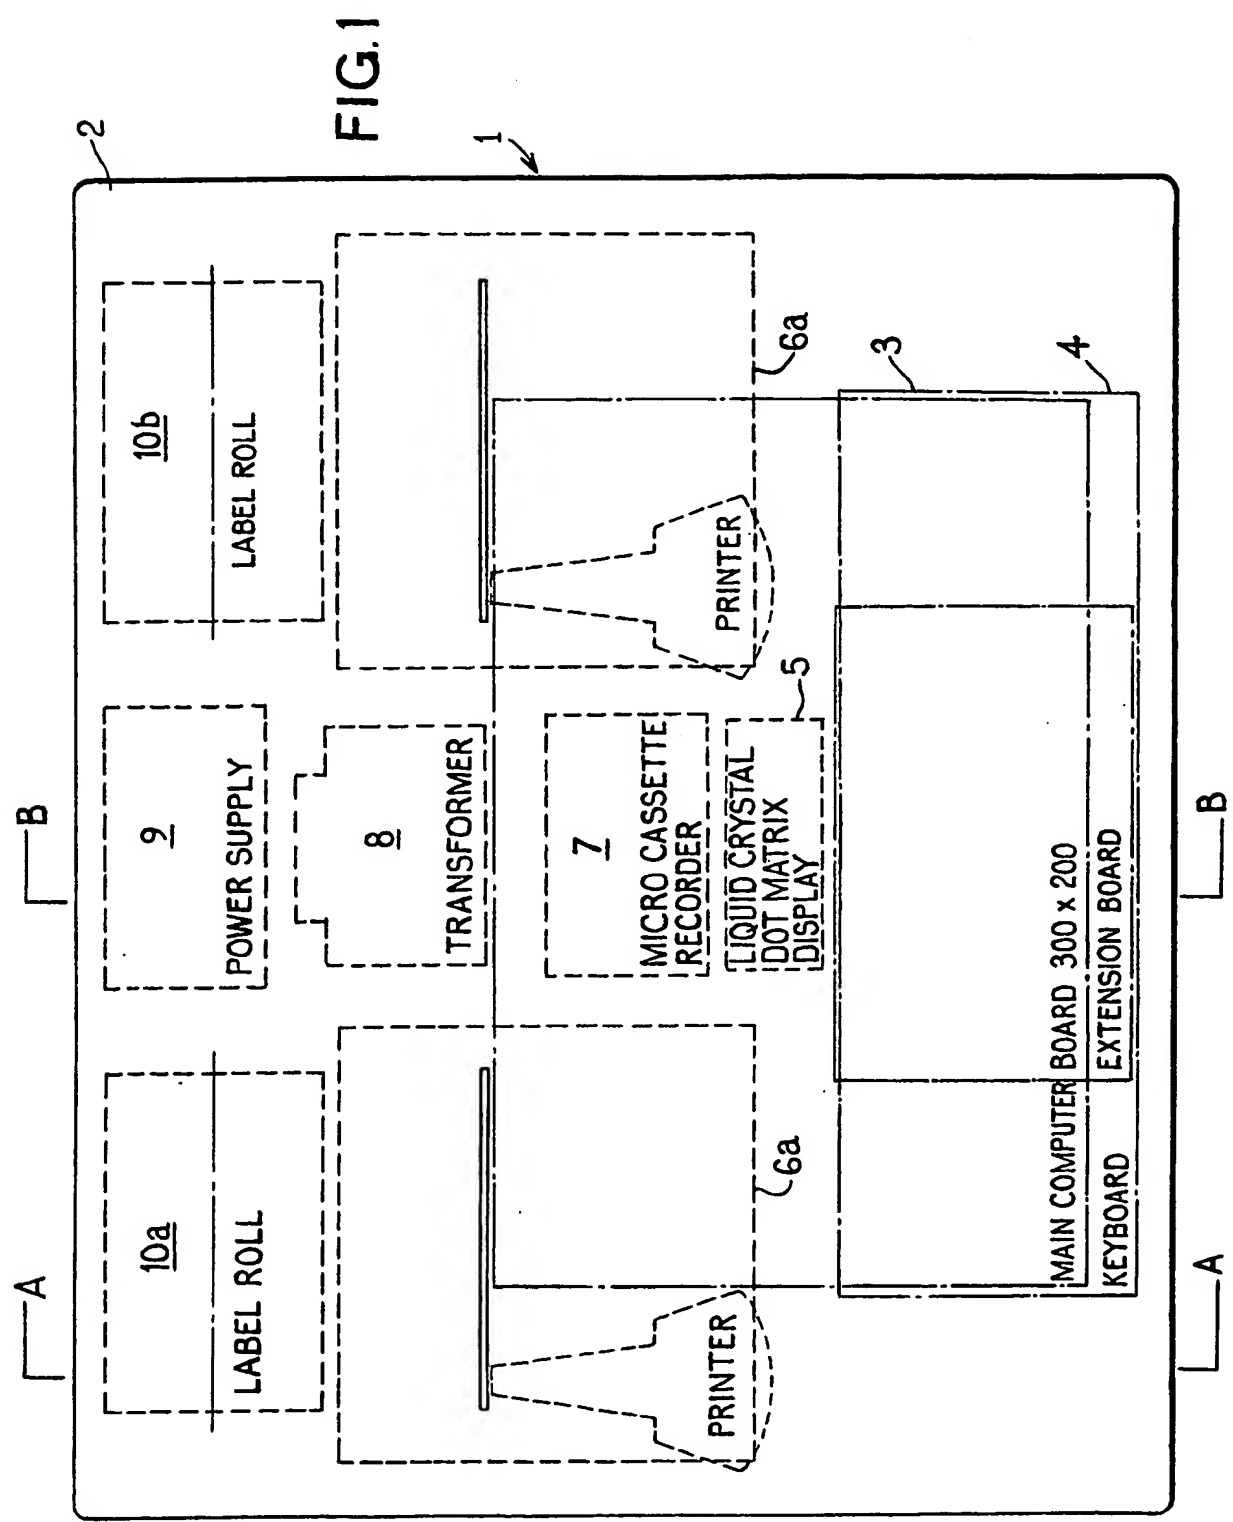 FIG.1
1
2
10a
LABEL ROLL
9
POWER SUPPLY
10b
LABEL ROLL
8
TRANSFORMER
7
MICRO CASSETTE
RECORDER
LIQUID CRYSTAL
DOT MATRIX
DISPLAY
5
PRINTER
6a
PRINTER
6a
3
4
MAIN COMPUTER BOARD 300 x 200
KEYBOARD
EXTENSION BOARD
A
B
A
B